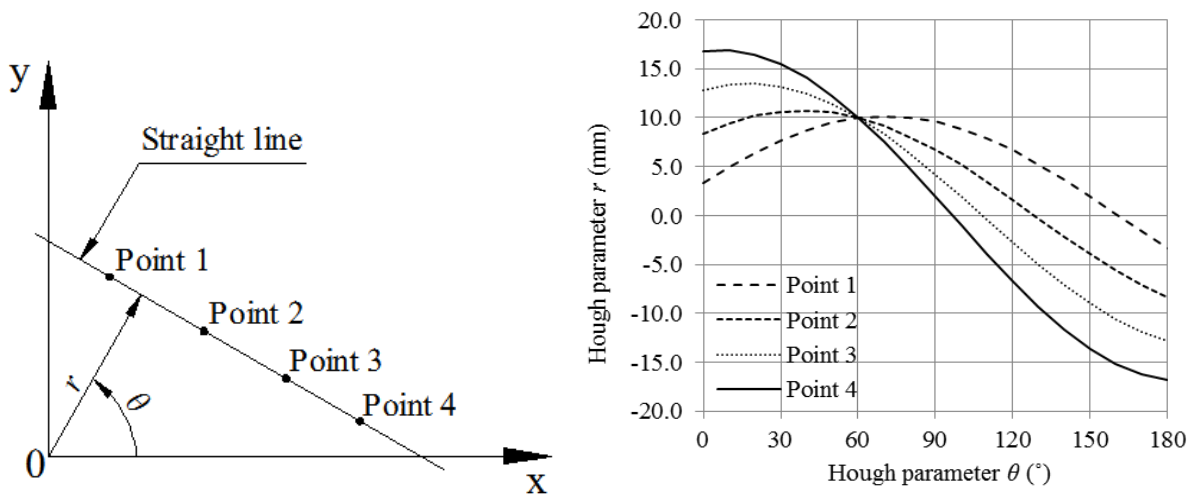 y
Straight line
Point 1
Point 2
Point 3
Point 4
r
θ
0
x
20.0
15.0
10.0
5.0
0.0
-5.0
-10.0
-15.0
-20.0
Hough parameter r (mm)
Point 1
Point 2
Point 3
Point 4
0 30 60 90 120 150 180
Hough parameter θ (˚)